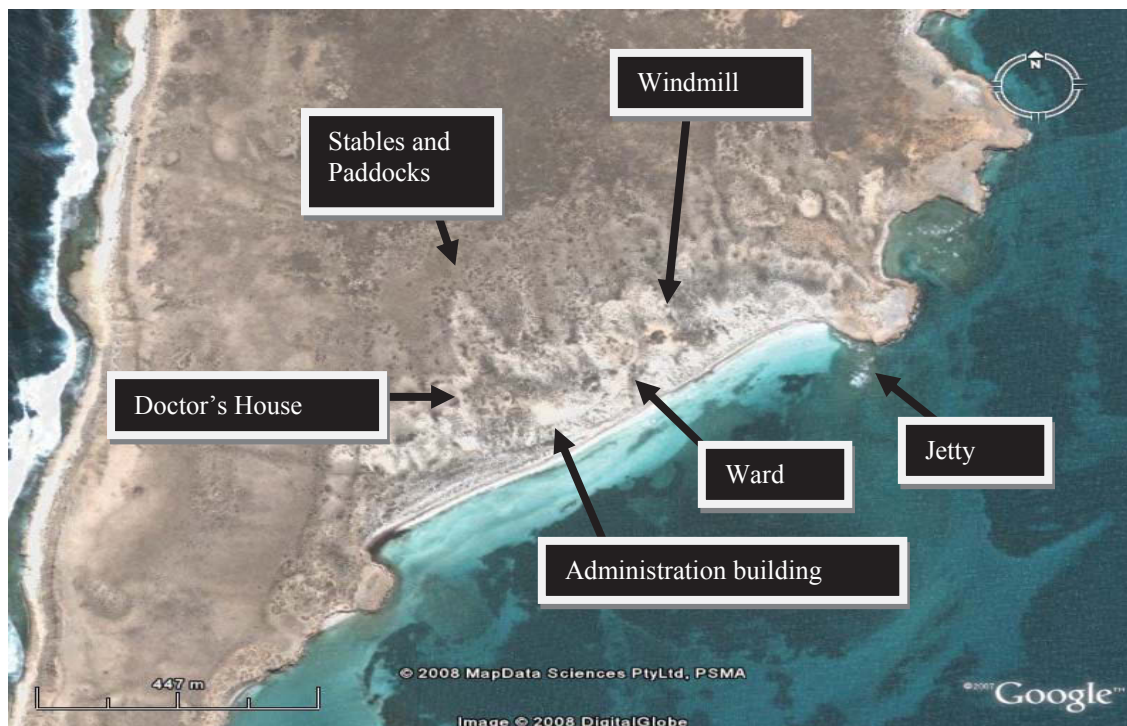 Windmill
N
Stables and
Paddocks
Doctor's House
Jetty
Ward
Administration building
© 2008 MapData Sciences PtyLtd, PSMA
447 m
©2007 Google™
Image © 2008 DigitalGlobe